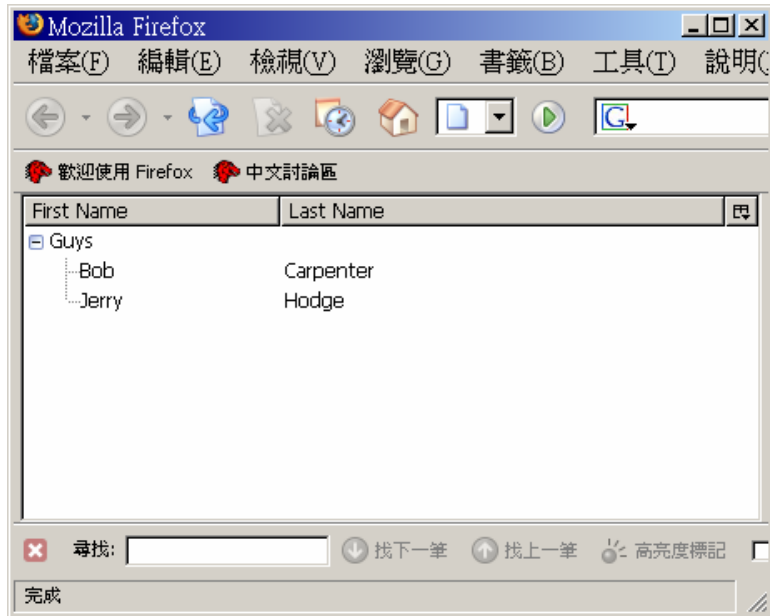 Mozilla Firefox
檔案(F) 編輯(E) 檢視(V) 瀏覽(G) 書籤(B) 工具(T) 說明(
G
歡迎使用 Firefox 中文討論區
First Name Last Name
Guys
Bob Carpenter
Jerry Hodge
尋找: 找下一筆 找上一筆 高亮度標記
完成